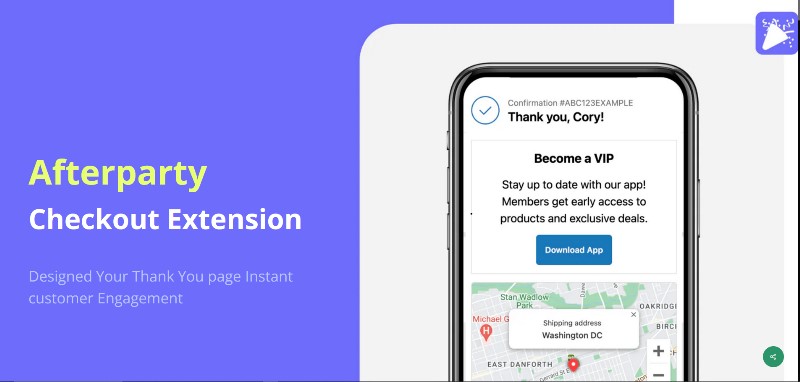 Afterparty
Checkout Extension
Designed Your Thank You page Instant
customer Engagement
Confirmation #ABC123EXAMPLE
Thank you, Cory!
Become a VIP
Stay up to date with our app!
Members get early access to
products and exclusive deals.
Download App
Stan Wadlow
Park
OAKRIDG
Michael G
Shipping address
Washington DC
BIRC
EAST DANFORTH